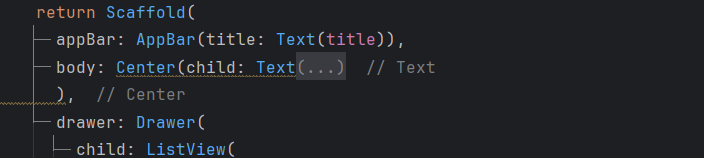 return Scaffold(
appBar: AppBar(title: Text(title)),
body: Center(child: Text(...)  // Text
),  // Center
drawer: Drawer(
child: ListView(